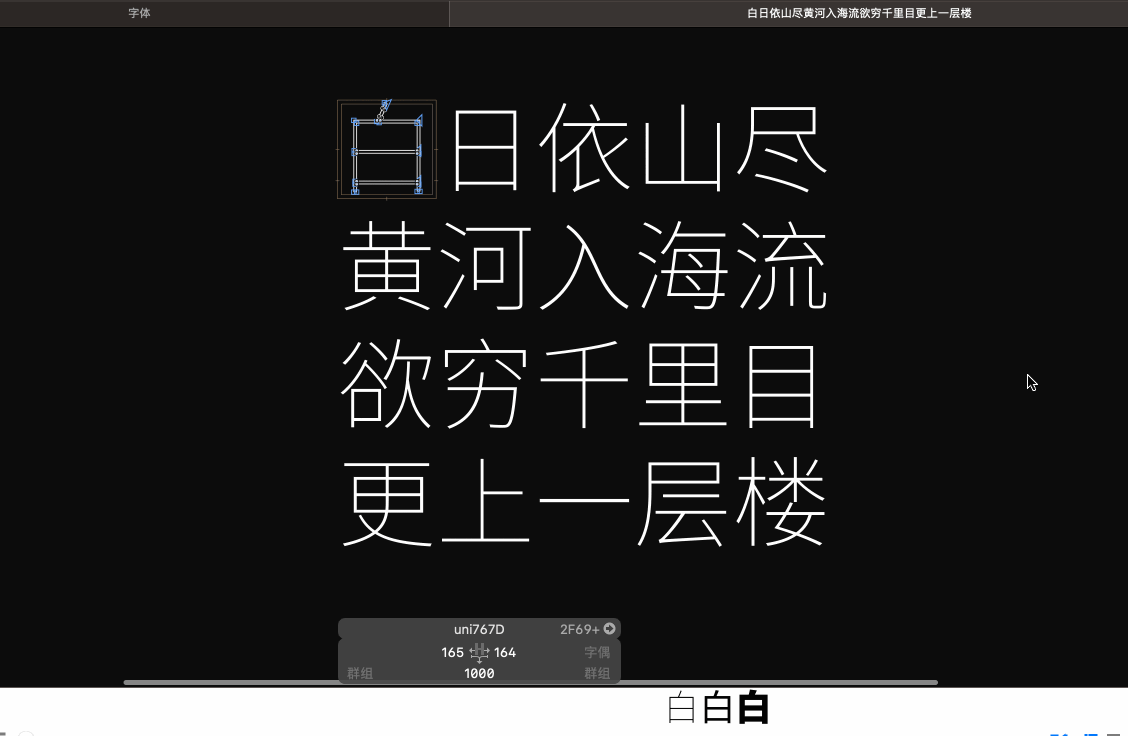 字体
白日依山尽黄河入海流欲穷千里目更上一层楼
白日依山尽
黄河入海流
欲穷千里目
更上一层楼
uni767D 2F69+
165 164 字偶
群组 1000 群组
白白白